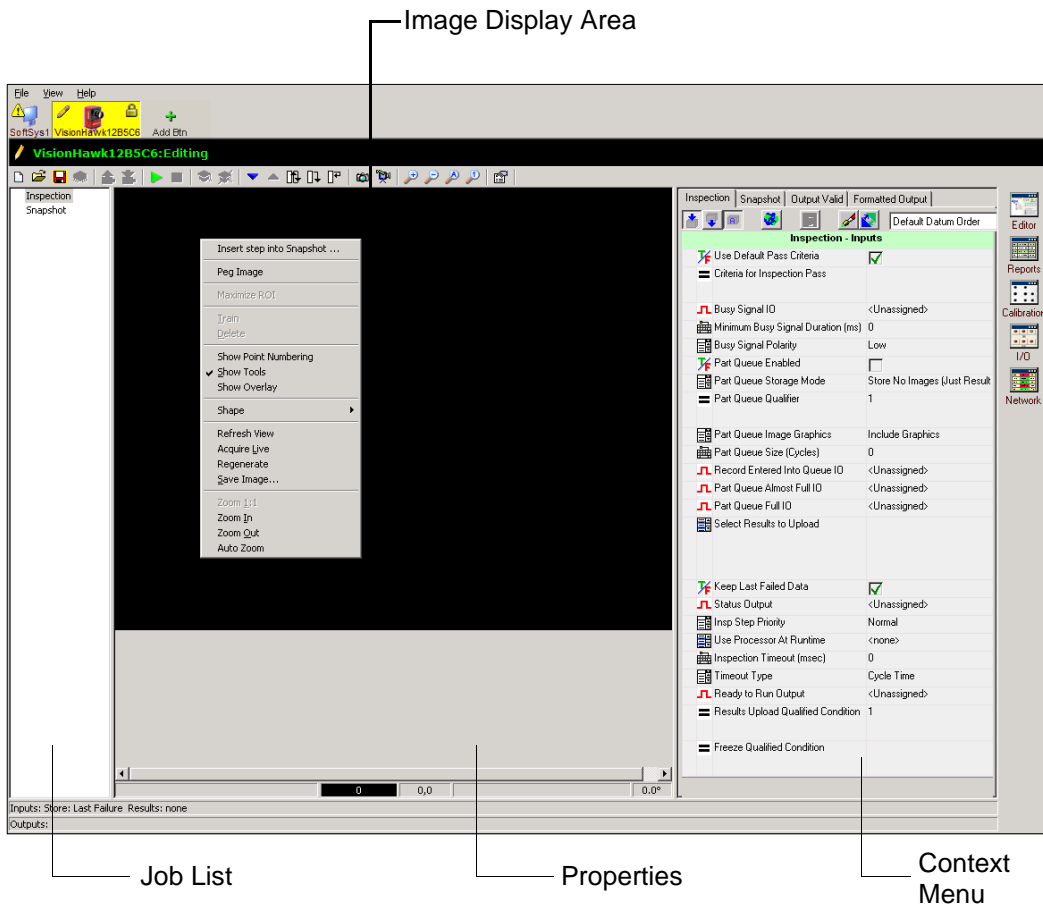 Image Display Area
File View Help
SoftSys1 VisionHawk12B5C6 Add Btn
VisionHawk12B5C6:Editing
Inspection
Snapshot
Insert step into Snapshot ...
Peg Image
Maximize ROI
Train
Delete
Show Point Numbering
Show Tools
Show Overlay
Shape
Refresh View
Acquire Live
Regenerate
Save Image...
Zoom 1:1
Zoom In
Zoom Out
Auto Zoom
0 0,0 0.0°
Inspection Snapshot Output Valid Formatted Output
Default Datum Order
Inspection - Inputs
Use Default Pass Criteria
Criteria for Inspection Pass
Busy Signal IO <Unassigned>
Minimum Busy Signal Duration (ms) 0
Busy Signal Polarity Low
Part Queue Enabled
Part Queue Storage Mode Store No Images (Just Result
Part Queue Qualifier 1
Part Queue Image Graphics Include Graphics
Part Queue Size (Cycles) 0
Record Entered Into Queue IO <Unassigned>
Part Queue Almost Full IO <Unassigned>
Part Queue Full IO <Unassigned>
Select Results to Upload
Keep Last Failed Data
Status Output <Unassigned>
Insp Step Priority Normal
Use Processor At Runtime <none>
Inspection Timeout (msec) 0
Timeout Type Cycle Time
Ready to Run Output <Unassigned>
Results Upload Qualified Condition 1
Freeze Qualified Condition
Editor
Reports
Calibration
I/O
Network
Inputs: Store: Last Failure Results: none
Outputs:
Job List
Properties
Context
Menu